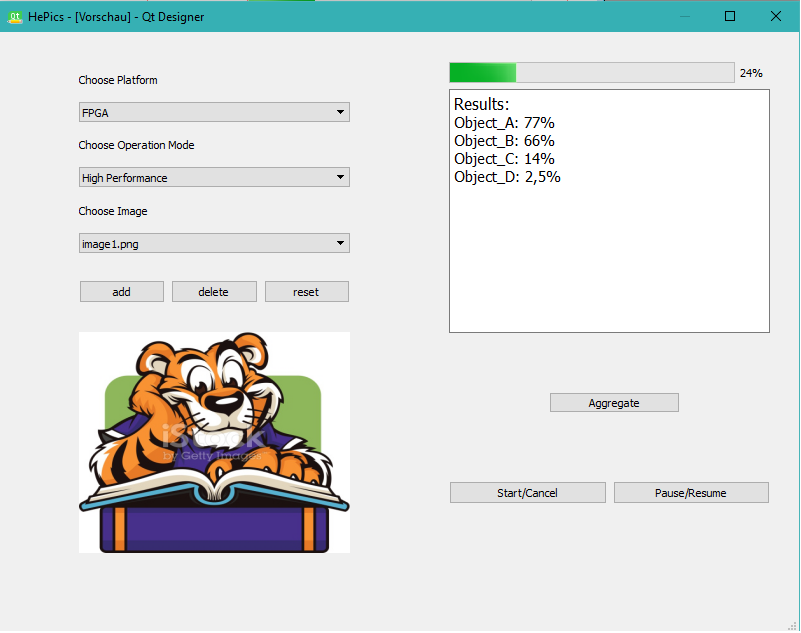 HePics - [Vorschau] - Qt Designer
Choose Platform
FPGA
Choose Operation Mode
High Performance
Choose Image
image1.png
add
delete
reset
iStock
by Getty Images™
24%
Results:
Object_A: 77%
Object_B: 66%
Object_C: 14%
Object_D: 2,5%
Aggregate
Start/Cancel
Pause/Resume